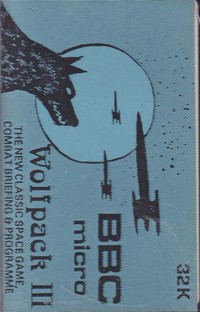 32K
BBC
micro
Wolfpack III
THE NEW CLASSIC SPACE GAME,
COMBAT BRIEFING & PROGRAMME